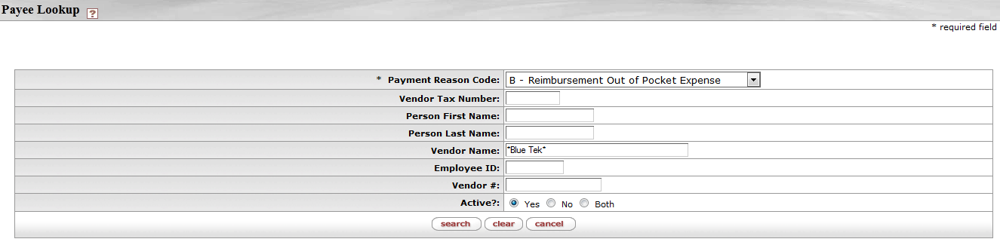 Payee Lookup ?
* required field
* Payment Reason Code: B - Reimbursement Out of Pocket Expense
Vendor Tax Number:
Person First Name:
Person Last Name:
Vendor Name: *Blue Tek*
Employee ID:
Vendor #:
Active?: Yes No Both
search clear cancel